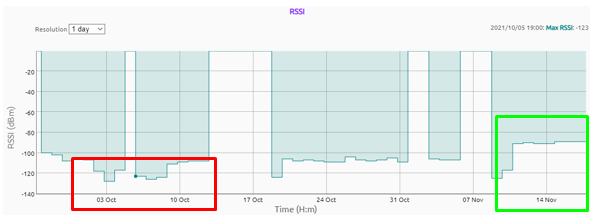 RSSI
Resolution 1 day
2021/10/05 19:00: Max RSSI: -123
-20
-40
-60
-80
-100
-120
-140
RSSI (dBm)
03 Oct 10 Oct 17 Oct 24 Oct 31 Oct 07 Nov 14 Nov
Time (H:m)